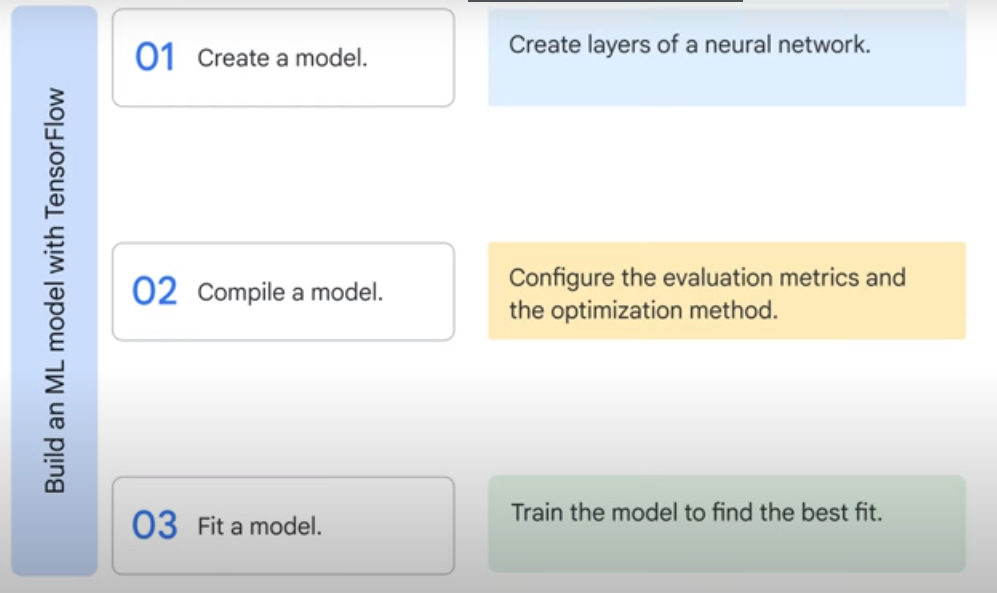 Build an ML model with TensorFlow
01 Create a model.
Create layers of a neural network.
02 Compile a model.
Configure the evaluation metrics and
the optimization method.
03 Fit a model.
Train the model to find the best fit.